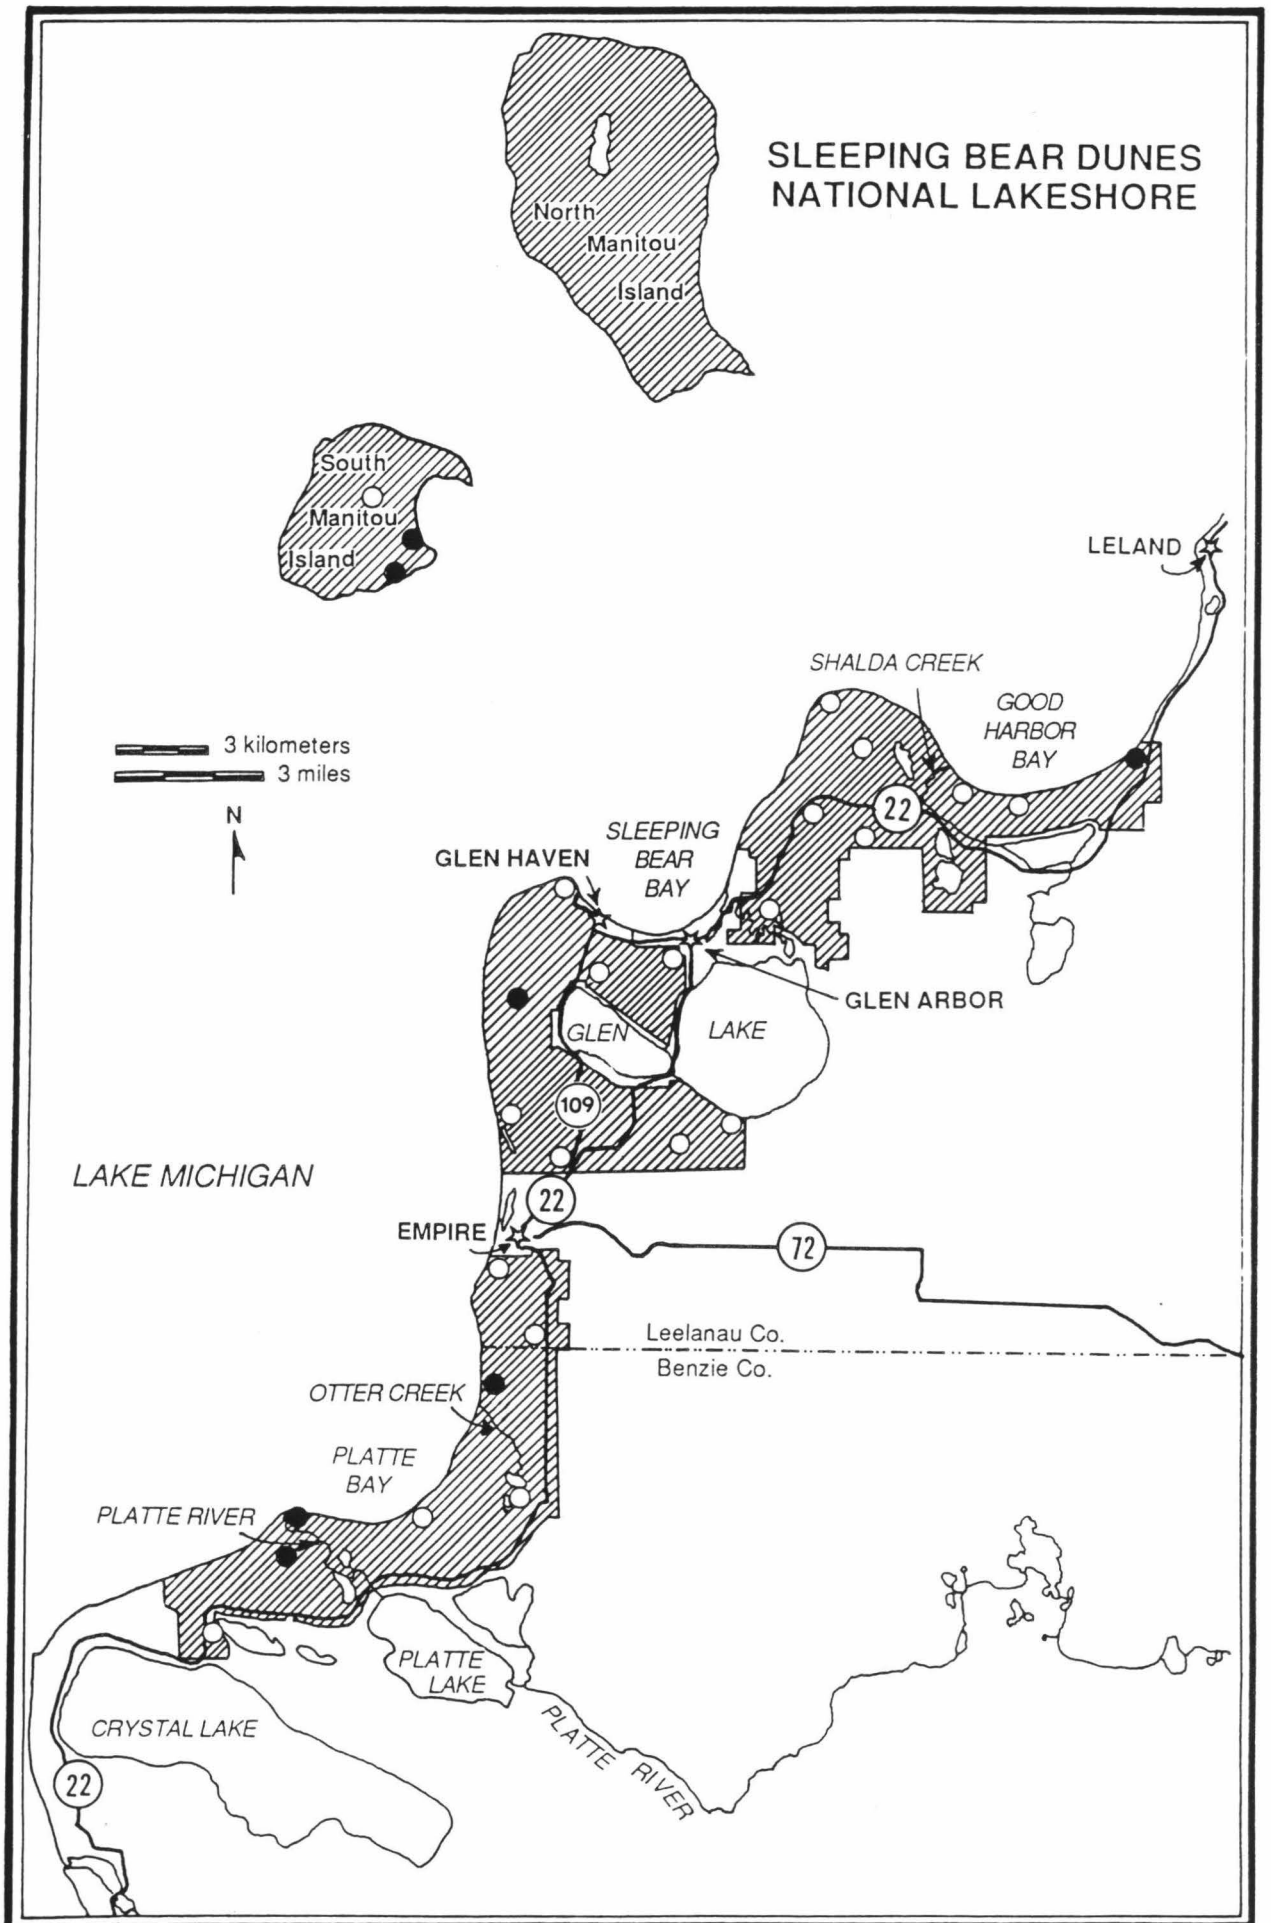 SLEEPING BEAR DUNES
NATIONAL LAKESHORE
North
Manitou
Island
South
Manitou
Island
LELAND
SHALDA CREEK
GOOD
HARBOR
BAY
3 kilometers
3 miles
N
22
SLEEPING
BEAR
BAY
GLEN HAVEN
GLEN ARBOR
GLEN
LAKE
109
LAKE MICHIGAN
22
EMPIRE
72
Leelanau Co.
Benzie Co.
OTTER CREEK
PLATTE
BAY
PLATTE RIVER
PLATTE
LAKE
CRYSTAL LAKE
PLATTE RIVER
22